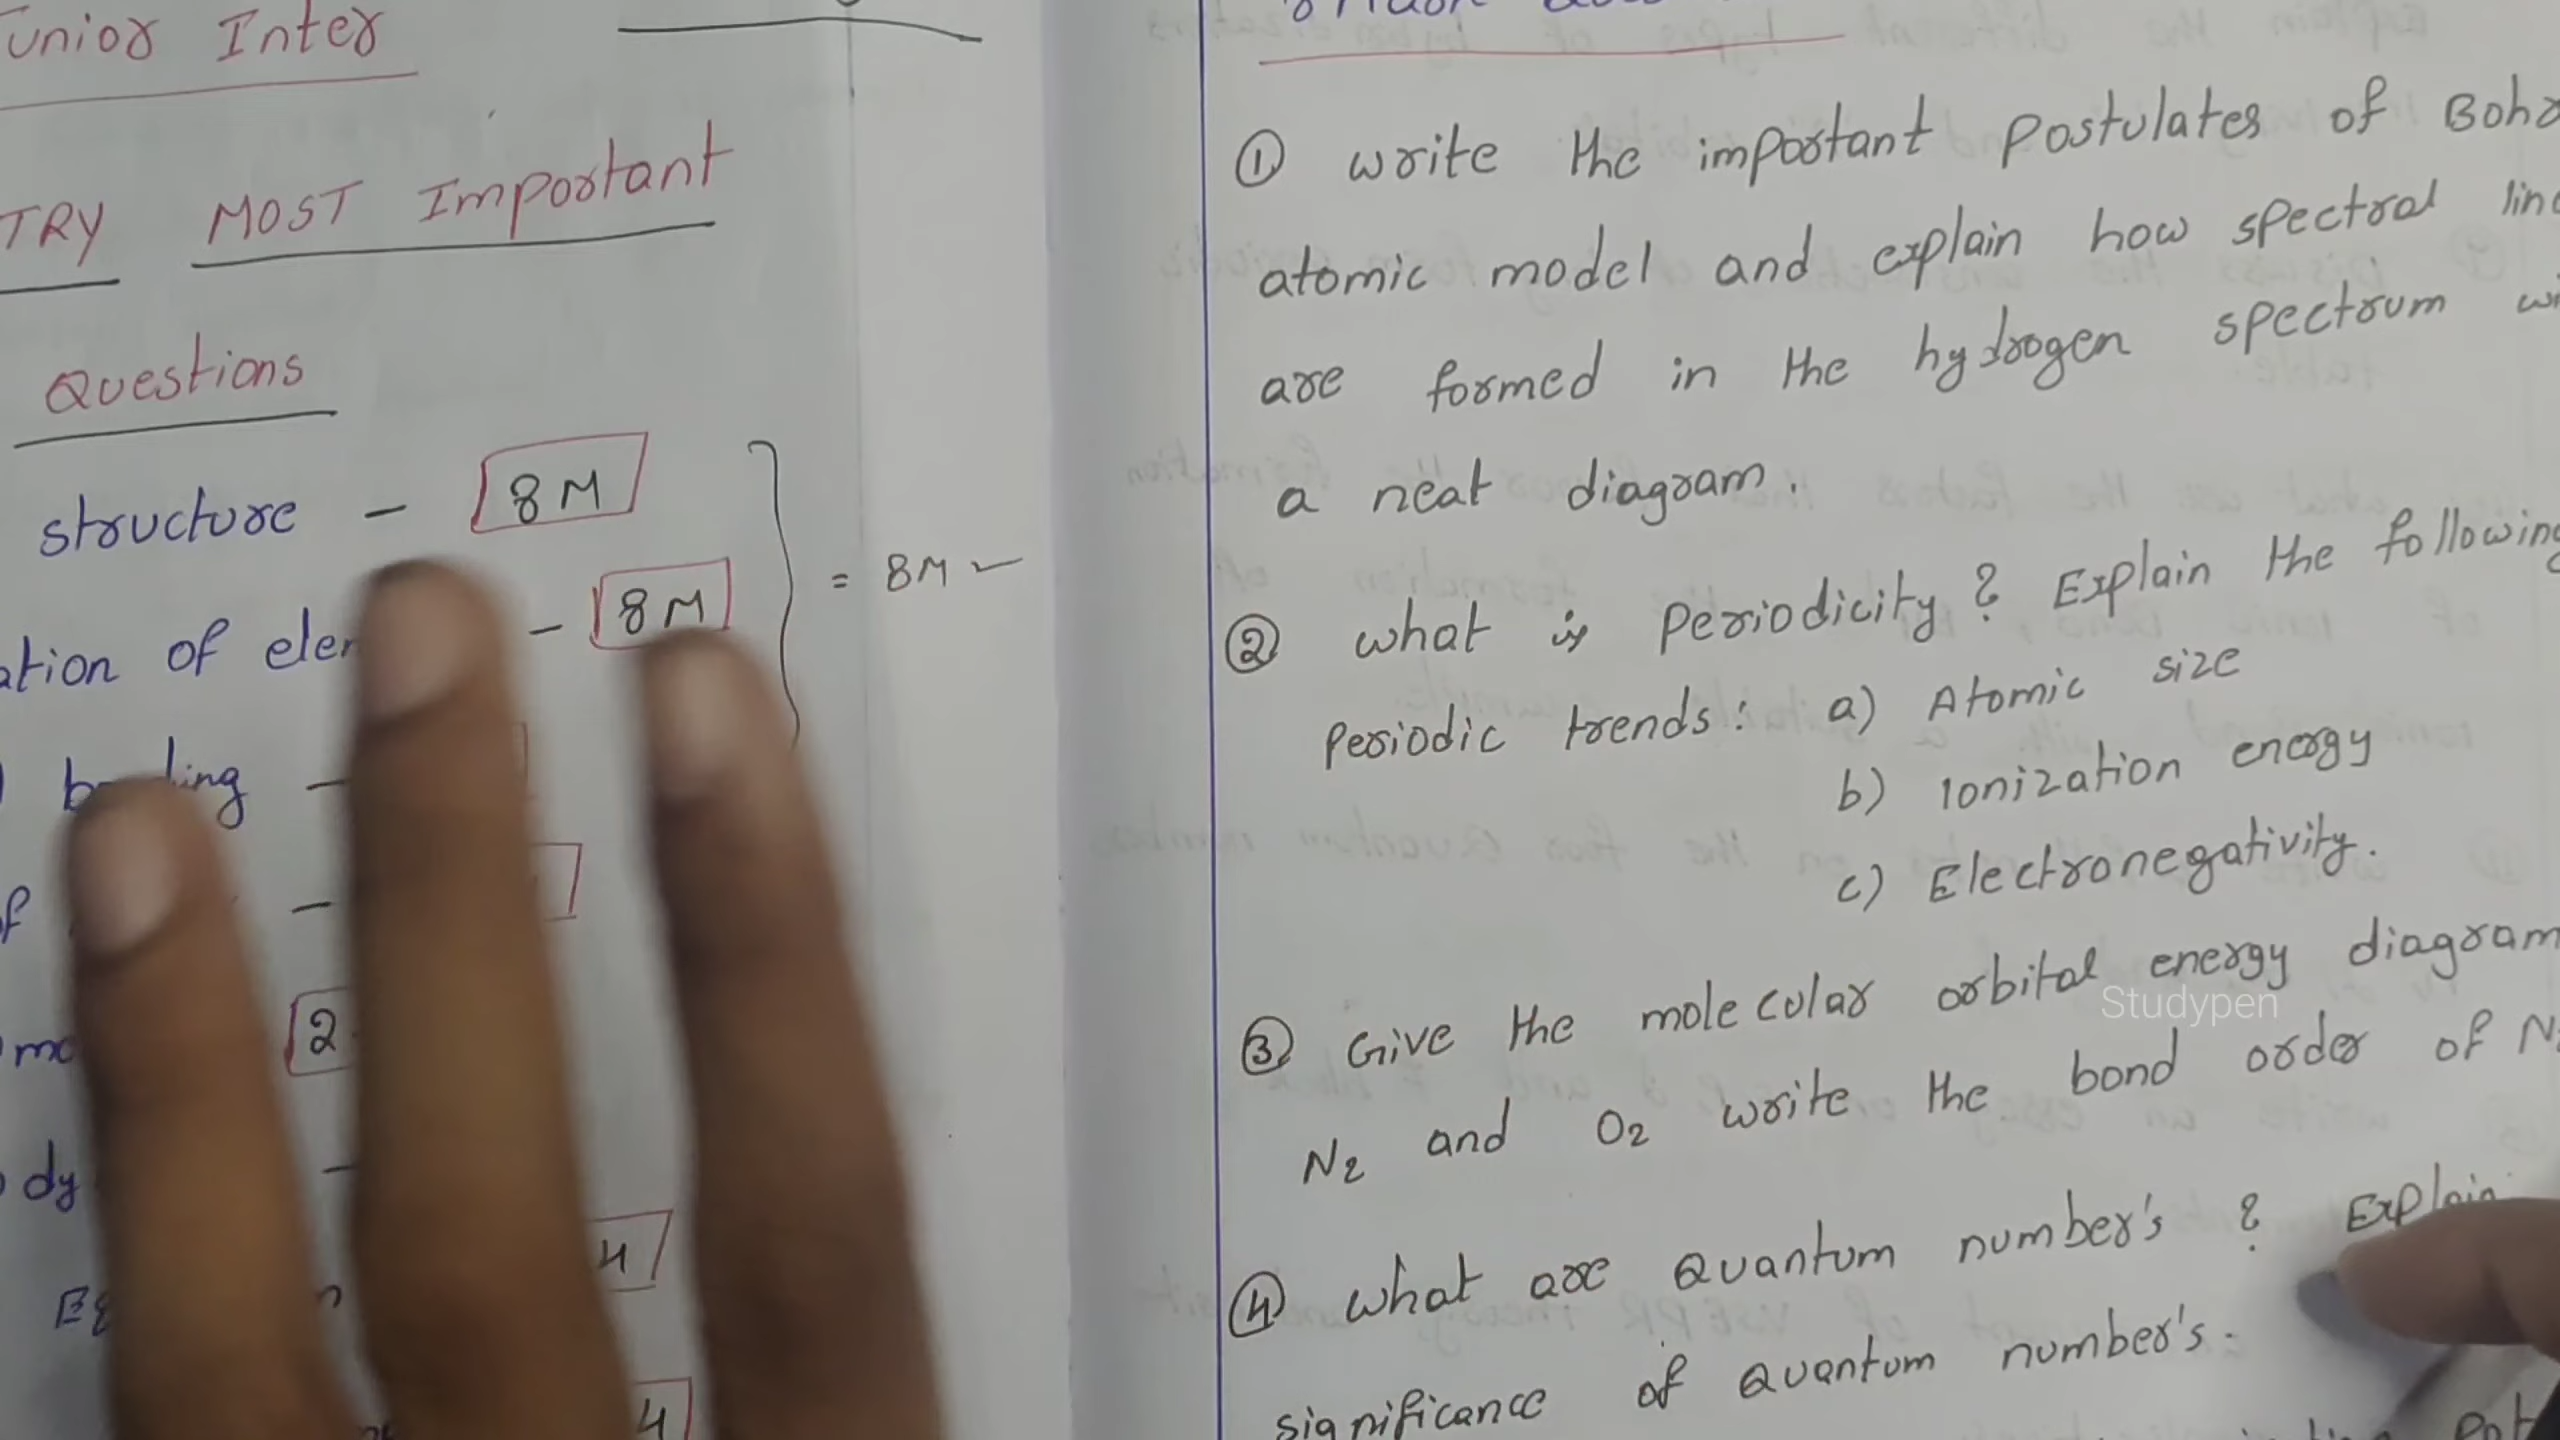 unior Inter
TRY MOST Important
Questions
structure - 8M
ation of - 8M
= 8M
of
2
dy
4
4
① write the important Postulates of Boh
atomic model and explain how spectral lin
are formed in the hydrogen spectrum wi
a neat diagram.
② what is Periodicity? Explain the following
Periodic trends: a) Atomic size
b) Ionization energy
c) Electronegativity.
③ Give the molecular orbital energy diagram
N2 and O2 write the bond order of N
④ what are Quantum number's? Explain
significance of Quantum number's.
Studypen